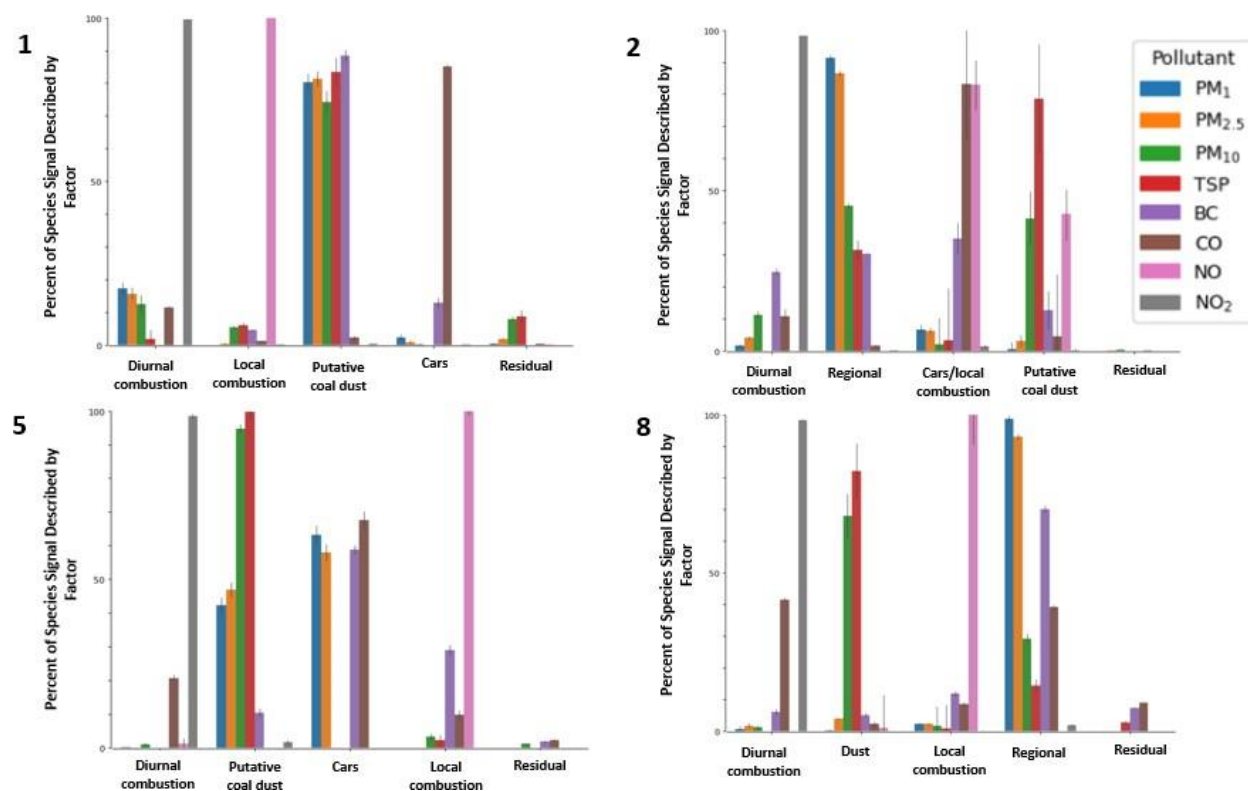 1
100
50
0
Percent of Species Signal Described by
Factor
Diurnal
combustion
Local
combustion
Putative
coal dust
Cars
Residual
2
100
50
0
Percent of Species Signal Described by
Factor
Diurnal
combustion
Regional
Cars/local
combustion
Putative
coal dust
Residual
Pollutant
PM1
PM2.5
PM10
TSP
BC
CO
NO
NO2
5
100
50
0
Percent of Species Signal Described by
Factor
Diurnal
combustion
Putative
coal dust
Cars
Local
combustion
Residual
8
100
50
0
Percent of Species Signal Described by
Factor
Diurnal
combustion
Dust
Local
combustion
Regional
Residual